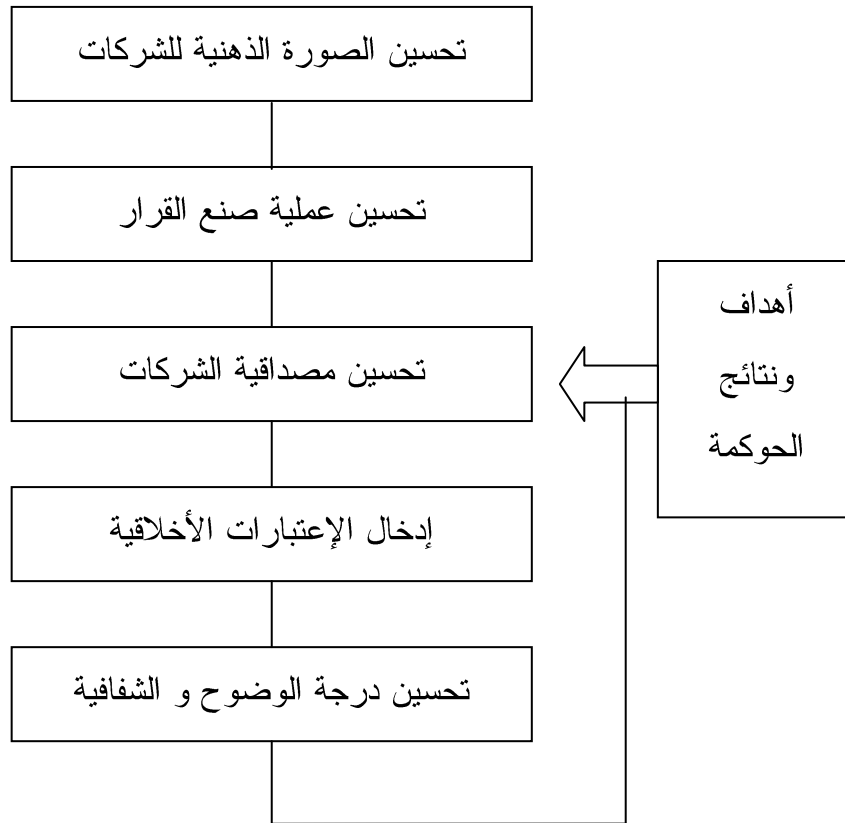 تحسين الصورة الذهنية للشركات
تحسين عملية صنع القرار
أهداف
ونتائج
الحوكمة
تحسين مصداقية الشركات
إدخال الإعتبارات الأخلاقية
تحسين درجة الوضوح و الشفافية